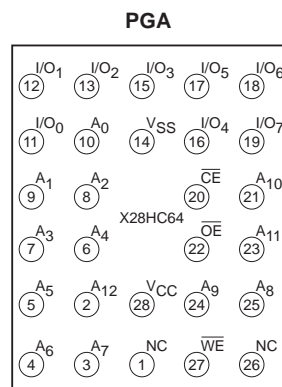 PGA
I/O1 I/O2 I/O3 I/O5 I/O6
12 13 15 17 18
I/O0 A0 VSS I/O4 I/O7
11 10 14 16 19
A1 A2 CE A10
9 8 20 21
X28HC64
A3 A4 OE A11
7 6 22 23
A5 A12 VCC A9 A8
5 2 28 24 25
A6 A7 NC WE NC
4 3 1 27 26